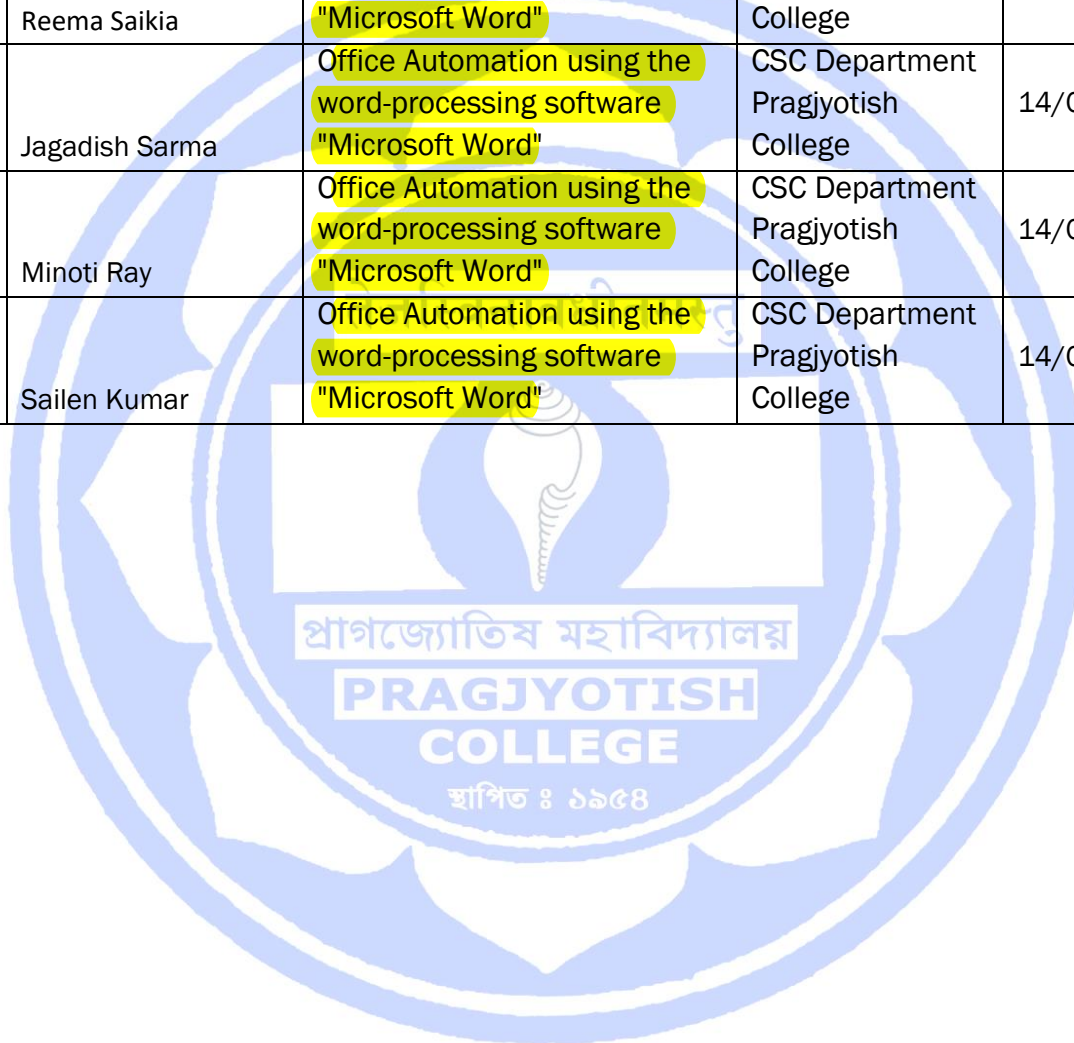 Reema Saikia "Microsoft Word" College
Office Automation using the CSC Department
word-processing software Pragjyotish 14/0
Jagadish Sarma "Microsoft Word" College
Office Automation using the CSC Department
word-processing software Pragjyotish 14/0
Minoti Ray "Microsoft Word" College
Office Automation using the CSC Department
word-processing software Pragjyotish 14/0
Sailen Kumar "Microsoft Word" College
প্রাগজ্যোতিষ মহাবিদ্যালয়
PRAGJYOTISH
COLLEGE
স্থাপিত ঃ ১৯৫৪